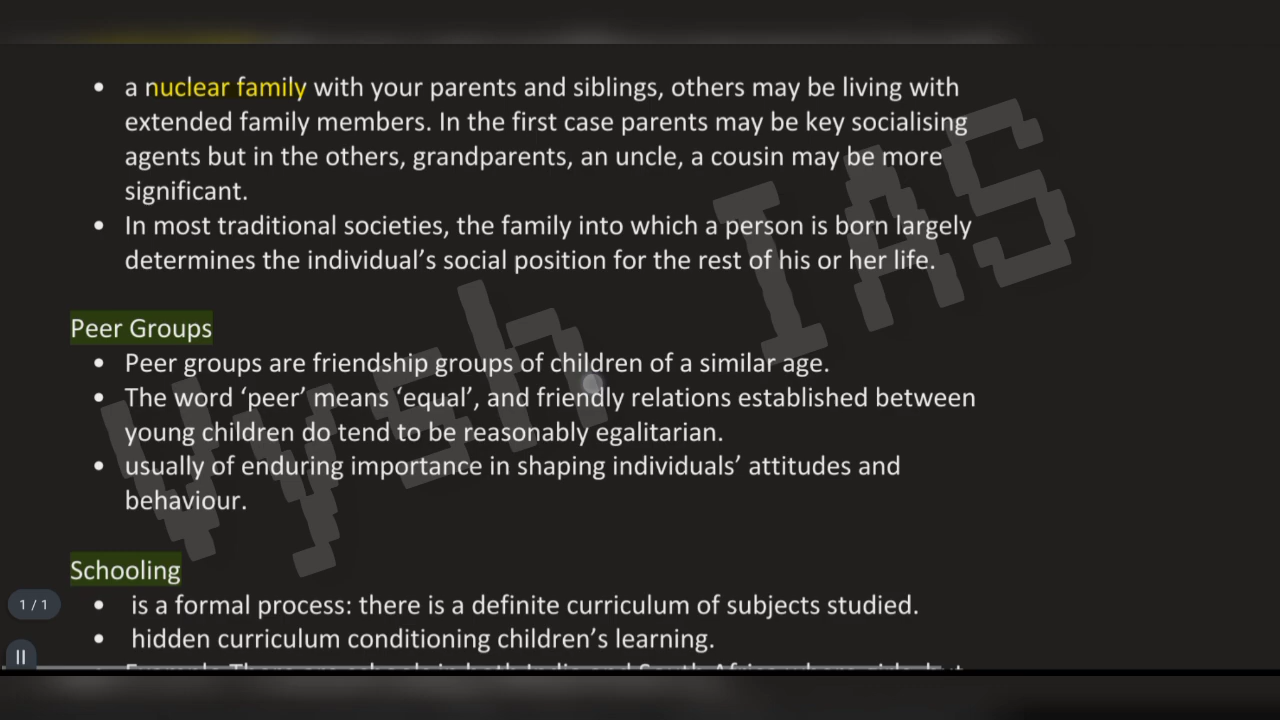 • a nuclear family with your parents and siblings, others may be living with
extended family members. In the first case parents may be key socialising
agents but in the others, grandparents, an uncle, a cousin may be more
significant.
• In most traditional societies, the family into which a person is born largely
determines the individual’s social position for the rest of his or her life.
Peer Groups
• Peer groups are friendship groups of children of a similar age.
• The word ‘peer’ means ‘equal’, and friendly relations established between
young children do tend to be reasonably egalitarian.
• usually of enduring importance in shaping individuals’ attitudes and
behaviour.
Schooling
• is a formal process: there is a definite curriculum of subjects studied.
• hidden curriculum conditioning children’s learning.
Vysh IAS
1 / 1